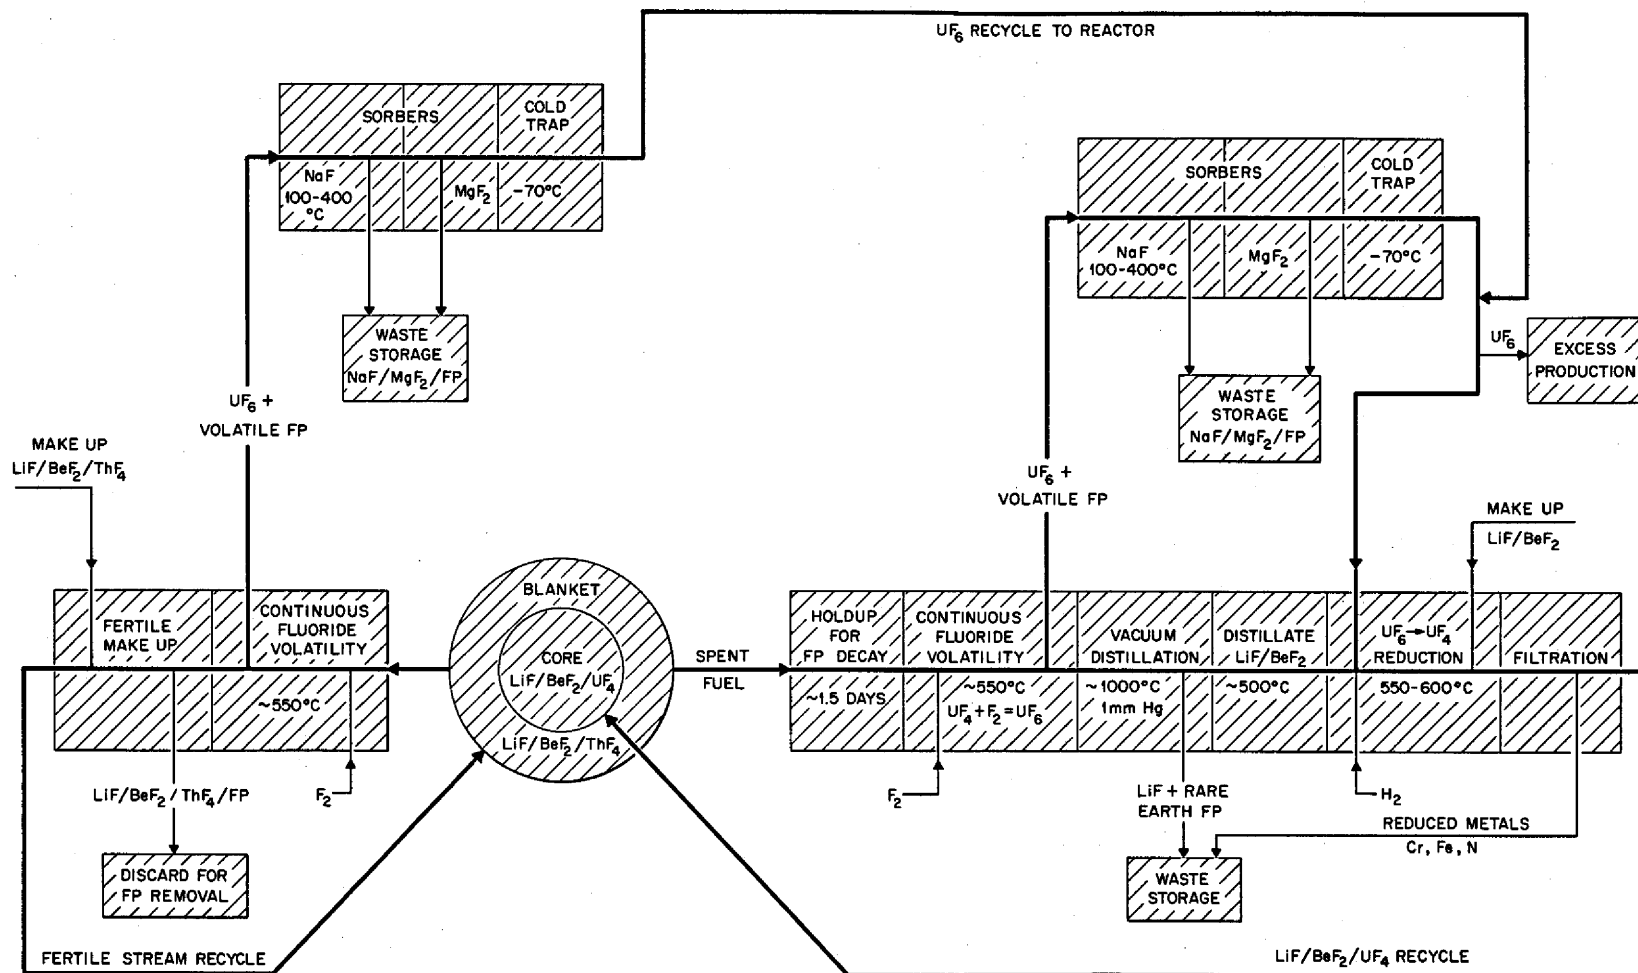 UF₆ RECYCLE TO REACTOR
SORBERS
COLD
TRAP
NaF
100-400
°C
MgF₂
-70°C
WASTE
STORAGE
NaF/MgF₂/FP
UF₆ +
VOLATILE FP
SORBERS
COLD
TRAP
NaF
100-400°C
MgF₂
-70°C
WASTE
STORAGE
NaF/MgF₂/FP
UF₆
EXCESS
PRODUCTION
UF₆ +
VOLATILE FP
MAKE UP
LiF/BeF₂
MAKE UP
LiF/BeF₂/ThF₄
FERTILE
MAKE UP
CONTINUOUS
FLUORIDE
VOLATILITY
~550°C
F₂
LiF/BeF₂/ThF₄/FP
DISCARD FOR
FP REMOVAL
FERTILE STREAM RECYCLE
BLANKET
CORE
LiF/BeF₂/UF₄
LiF/BeF₂/ThF₄
SPENT
FUEL
HOLDUP
FOR
FP DECAY
~1.5 DAYS
CONTINUOUS
FLUORIDE
VOLATILITY
~550°C
UF₄+F₂=UF₆
F₂
VACUUM
DISTILLATION
~1000°C
1mm Hg
DISTILLATE
LiF/BeF₂
~500°C
UF₆→UF₄
REDUCTION
550-600°C
FILTRATION
LiF + RARE
EARTH FP
H₂
REDUCED METALS
Cr, Fe, N
WASTE
STORAGE
LiF/BeF₂/UF₄ RECYCLE